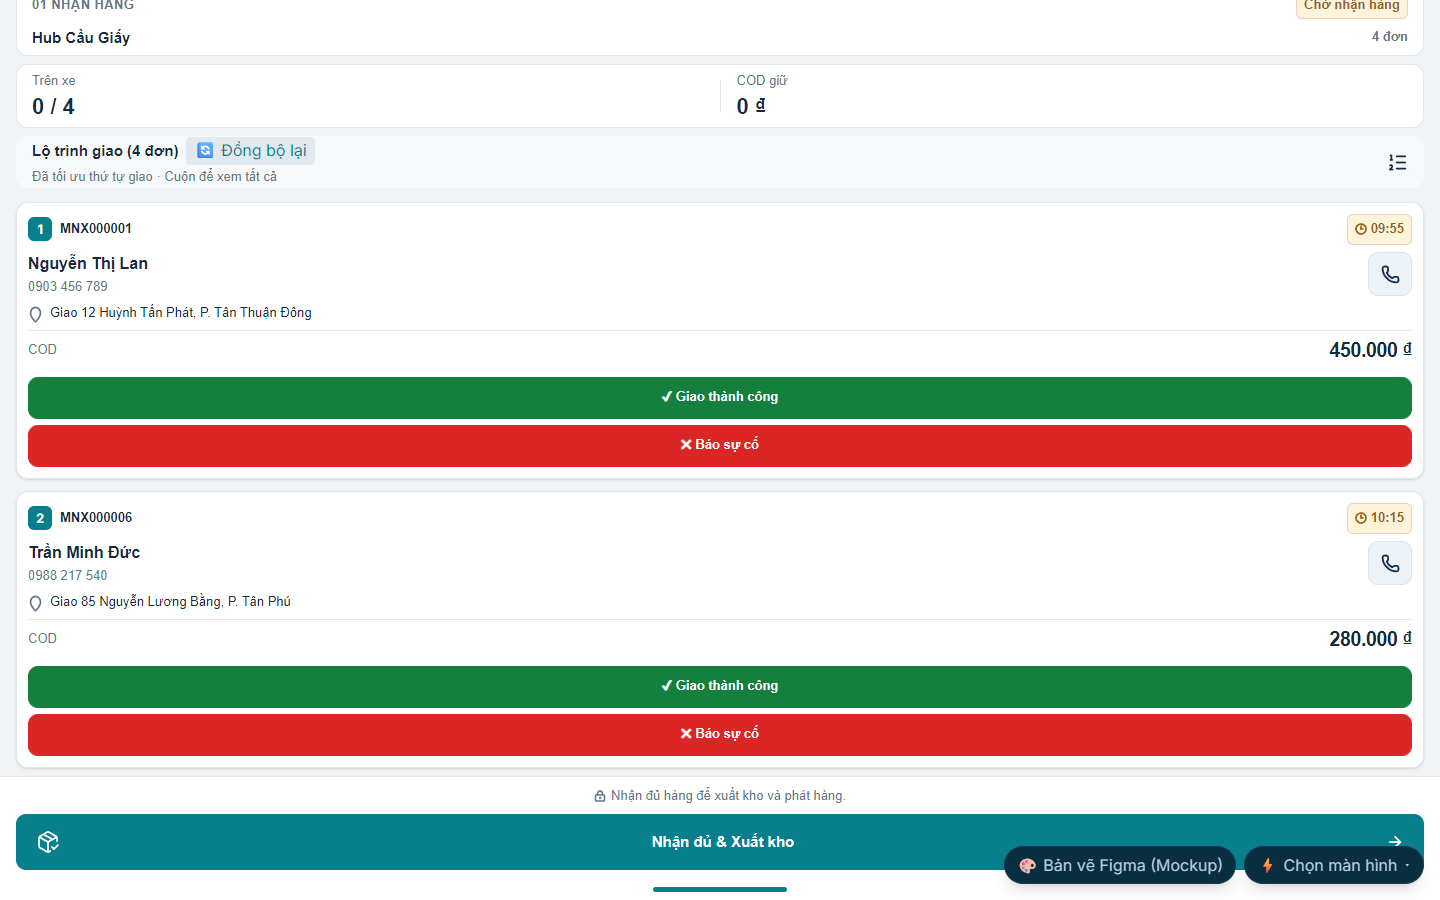 01 NHẬN HÀNG
Chờ nhận hàng
Hub Cầu Giấy
4 đơn
Trên xe
COD giữ
0 / 4
0 ₫
Lộ trình giao (4 đơn)
Đồng bộ lại
Đã tối ưu thứ tự giao · Cuộn để xem tất cả
1 MNX000001
09:55
Nguyễn Thị Lan
0903 456 789
Giao 12 Huỳnh Tấn Phát, P. Tân Thuận Đông
COD
450.000 ₫
✓ Giao thành công
✕ Báo sự cố
2 MNX000006
10:15
Trần Minh Đức
0988 217 540
Giao 85 Nguyễn Lương Bằng, P. Tân Phú
COD
280.000 ₫
✓ Giao thành công
✕ Báo sự cố
Nhận đủ hàng để xuất kho và phát hàng.
Nhận đủ & Xuất kho
Bản vẽ Figma (Mockup)
Chọn màn hình ·